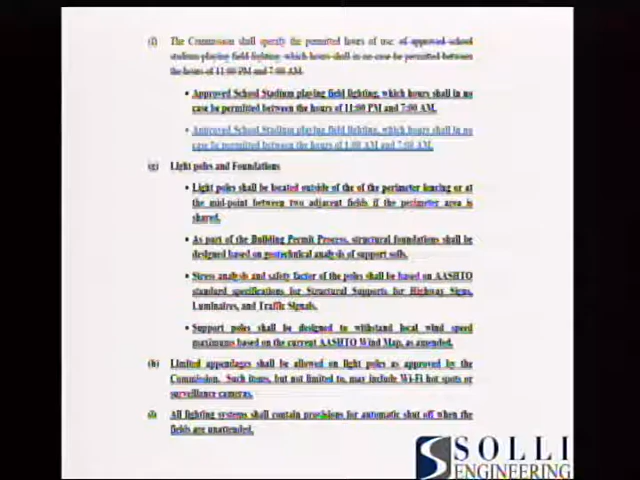 (f) The Commission shall specify the permitted hours of use of approved school
stadium playing field lighting, which hours shall in no case be permitted between
the hours of 11:00 PM and 7:00 AM.
• Approved School Stadium playing field lighting, which hours shall in no
case be permitted between the hours of 11:00 PM and 7:00 AM.
• Approved School Stadium playing field lighting, which hours shall in no
case be permitted between the hours of 1:00 AM and 7:00 AM.
(g) Light poles and Foundations
• Light poles shall be located outside of the of the perimeter fencing or at
the mid-point between two adjacent fields if the perimeter area is
shared.
• As part of the Building Permit Process, structural foundations shall be
designed based on geotechnical analysis of support soils.
• Stress analysis and safety factor of the poles shall be based on AASHTO
standard specifications for Structural Supports for Highway Signs,
Luminaires, and Traffic Signals.
• Support poles shall be designed to withstand local wind speed
maximums based on the current AASHTO Wind Map, as amended.
(h) Limited appendages shall be allowed on light poles as approved by the
Commission. Such items, but not limited to, may include Wi-Fi hot spots or
surveillance cameras.
(i) All lighting systems shall contain provisions for automatic shut off when the
fields are unattended.
SOLLI
ENGINEERING